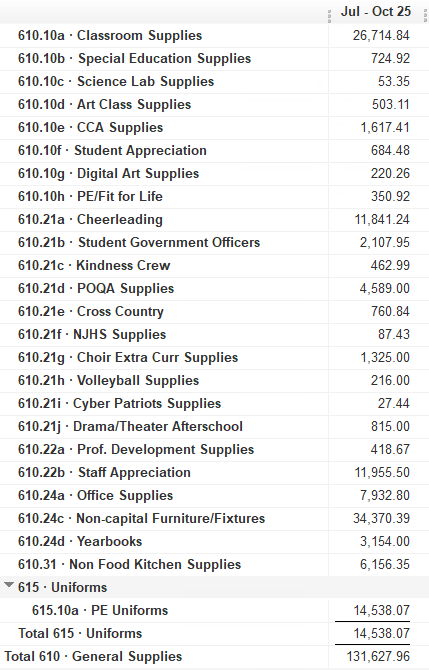 Jul - Oct 25
610.10a · Classroom Supplies 26,714.84
610.10b · Special Education Supplies 724.92
610.10c · Science Lab Supplies 53.35
610.10d · Art Class Supplies 503.11
610.10e · CCA Supplies 1,617.41
610.10f · Student Appreciation 684.48
610.10g · Digital Art Supplies 220.26
610.10h · PE/Fit for Life 350.92
610.21a · Cheerleading 11,841.24
610.21b · Student Government Officers 2,107.95
610.21c · Kindness Crew 462.99
610.21d · POQA Supplies 4,589.00
610.21e · Cross Country 760.84
610.21f · NJHS Supplies 87.43
610.21g · Choir Extra Curr Supplies 1,325.00
610.21h · Volleyball Supplies 216.00
610.21i · Cyber Patriots Supplies 27.44
610.21j · Drama/Theater Afterschool 815.00
610.22a · Prof. Development Supplies 418.67
610.22b · Staff Appreciation 11,955.50
610.24a · Office Supplies 7,932.80
610.24c · Non-capital Furniture/Fixtures 34,370.39
610.24d · Yearbooks 3,154.00
610.31 · Non Food Kitchen Supplies 6,156.35
615 · Uniforms
615.10a · PE Uniforms 14,538.07
Total 615 · Uniforms 14,538.07
Total 610 · General Supplies 131,627.96